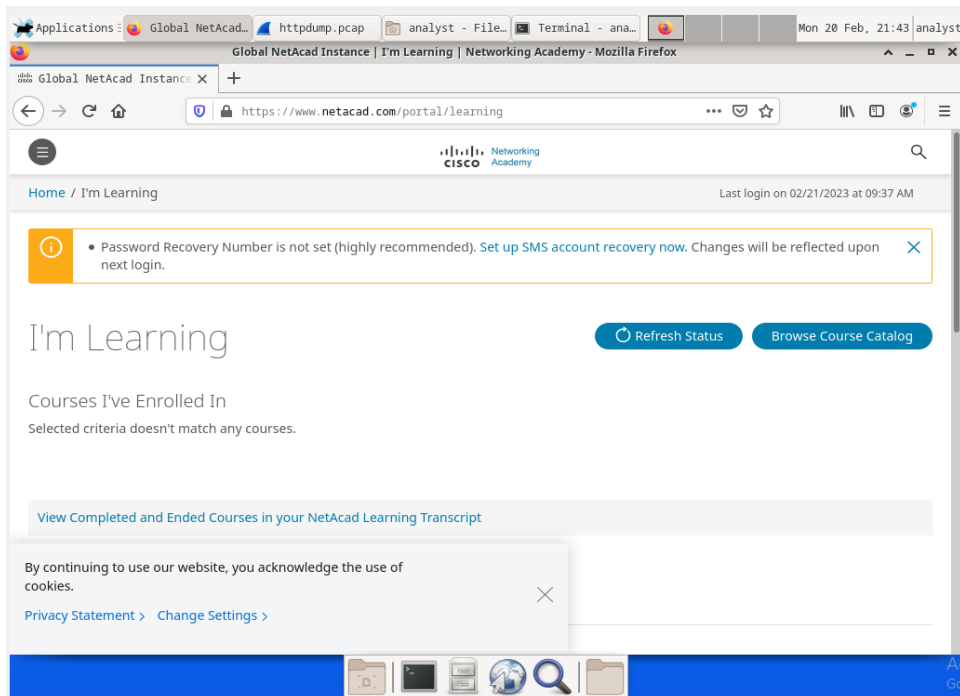 Applications Global NetAcad… httpdump.pcap analyst - File… Terminal - ana… Mon 20 Feb, 21:43 analyst
Global NetAcad Instance | I'm Learning | Networking Academy - Mozilla Firefox
Global NetAcad Instance
https://www.netacad.com/portal/learning
CISCO Networking Academy
Home / I'm Learning Last login on 02/21/2023 at 09:37 AM
• Password Recovery Number is not set (highly recommended). Set up SMS account recovery now. Changes will be reflected upon
next login.
I'm Learning Refresh Status Browse Course Catalog
Courses I've Enrolled In
Selected criteria doesn't match any courses.
View Completed and Ended Courses in your NetAcad Learning Transcript
By continuing to use our website, you acknowledge the use of
cookies.
Privacy Statement > Change Settings >